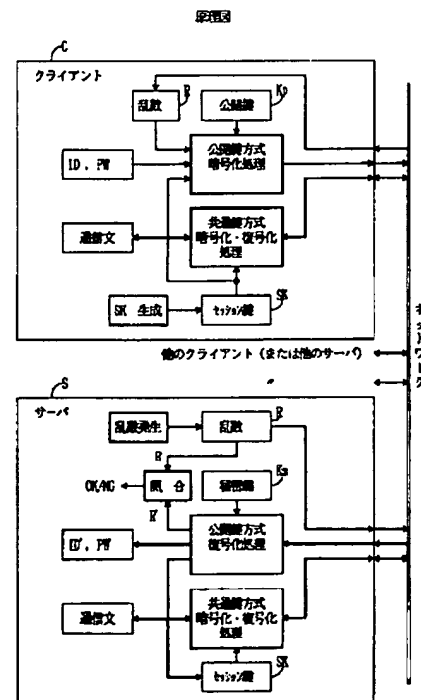 原理図
C
クライアント
R
Kp
乱数
公開鍵
ID, PW
公開鍵方式
暗号化処理
通信文
共通鍵方式
暗号化・復号化
処理
SK
SK 生成
セッション鍵
ネットワーク
他のクライアント(または他のサーバ)
S
サーバ
R
乱数発生
乱数
R
Ks
OK/NG
照合
秘密鍵
R'
公開鍵方式
復号化処理
ID', PW
通信文
共通鍵方式
暗号化・復号化
処理
SK
セッション鍵